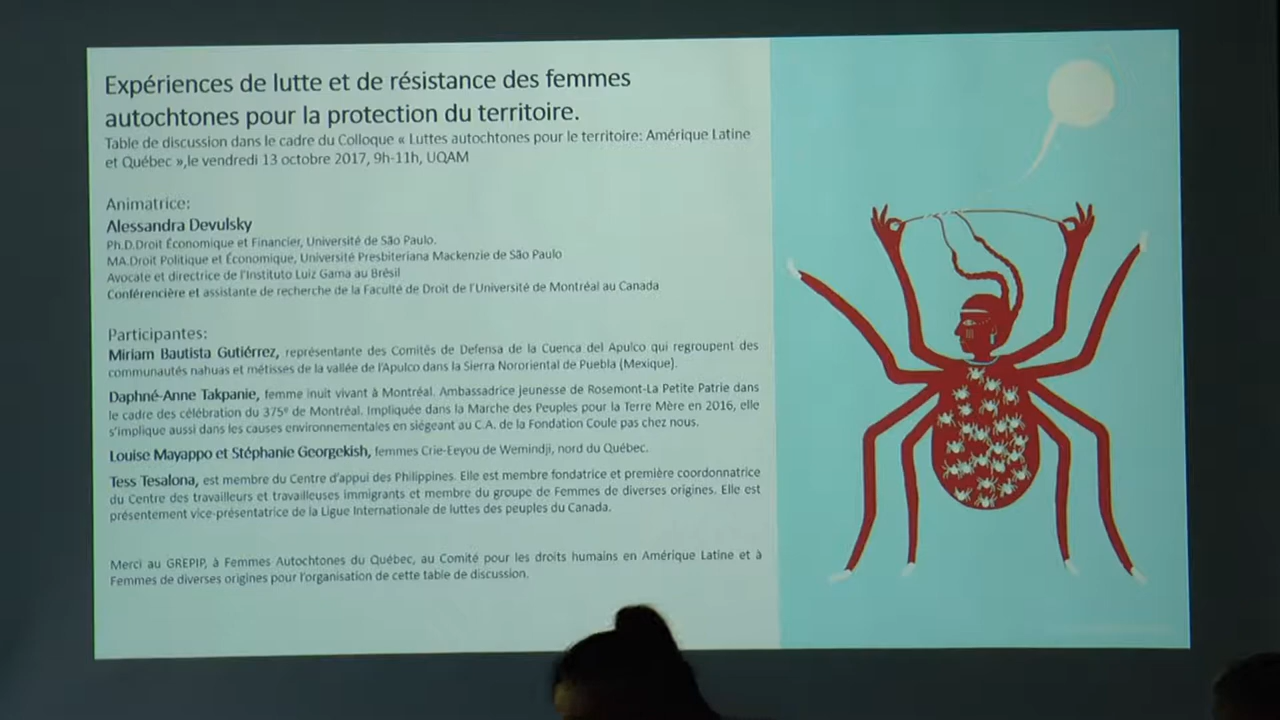 Expériences de lutte et de résistance des femmes
autochtones pour la protection du territoire.
Table de discussion dans le cadre du Colloque « Luttes autochtones pour le territoire: Amérique Latine
et Québec »,le vendredi 13 octobre 2017, 9h-11h, UQAM
Animatrice:
Alessandra Devulsky
Ph.D.Droit Économique et Financier, Université de São Paulo.
MA.Droit Politique et Économique, Université Presbiteriana Mackenzie de São Paulo
Avocate et directrice de l'Instituto Luiz Gama au Brésil
Conférencière et assistante de recherche de la Faculté de Droit de l'Université de Montréal au Canada
Participantes:
Miriam Bautista Gutiérrez, représentante des Comités de Defensa de la Cuenca del Apulco qui regroupent des
communautés nahuas et métisses de la vallée de l'Apulco dans la Sierra Nororiental de Puebla (Mexique).
Daphné-Anne Takpanie, femme inuit vivant à Montréal. Ambassadrice jeunesse de Rosemont-La Petite Patrie dans
le cadre des célébration du 375e de Montréal. Impliquée dans la Marche des Peuples pour la Terre Mère en 2016, elle
s'implique aussi dans les causes environnementales en siégeant au C.A. de la Fondation Coule pas chez nous.
Louise Mayappo et Stéphanie Georgekish, femmes Crie-Eeyou de Wemindji, nord du Québec.
Tess Tesalona, est membre du Centre d'appui des Philippines. Elle est membre fondatrice et première coordonnatrice
du Centre des travailleurs et travailleuses immigrants et membre du groupe de Femmes de diverses origines. Elle est
présentement vice-présentatrice de la Ligue Internationale de luttes des peuples du Canada.
Merci au GREPIP, à Femmes Autochtones du Québec, au Comité pour les droits humains en Amérique Latine et à
Femmes de diverses origines pour l'organisation de cette table de discussion.